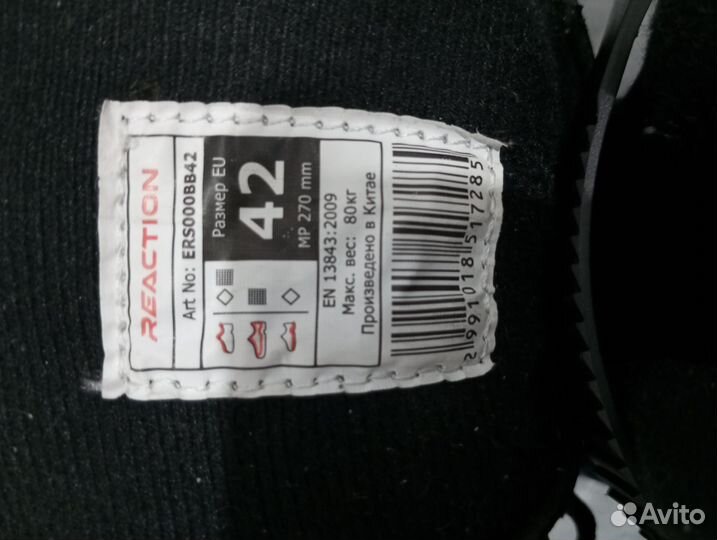 REACTION
Art No: ERS000BB42
Размер EU
42
MP 270 mm
EN 13843:2009
Макс. вес: 80кг
Произведено в Китае
2991018517285
Avito